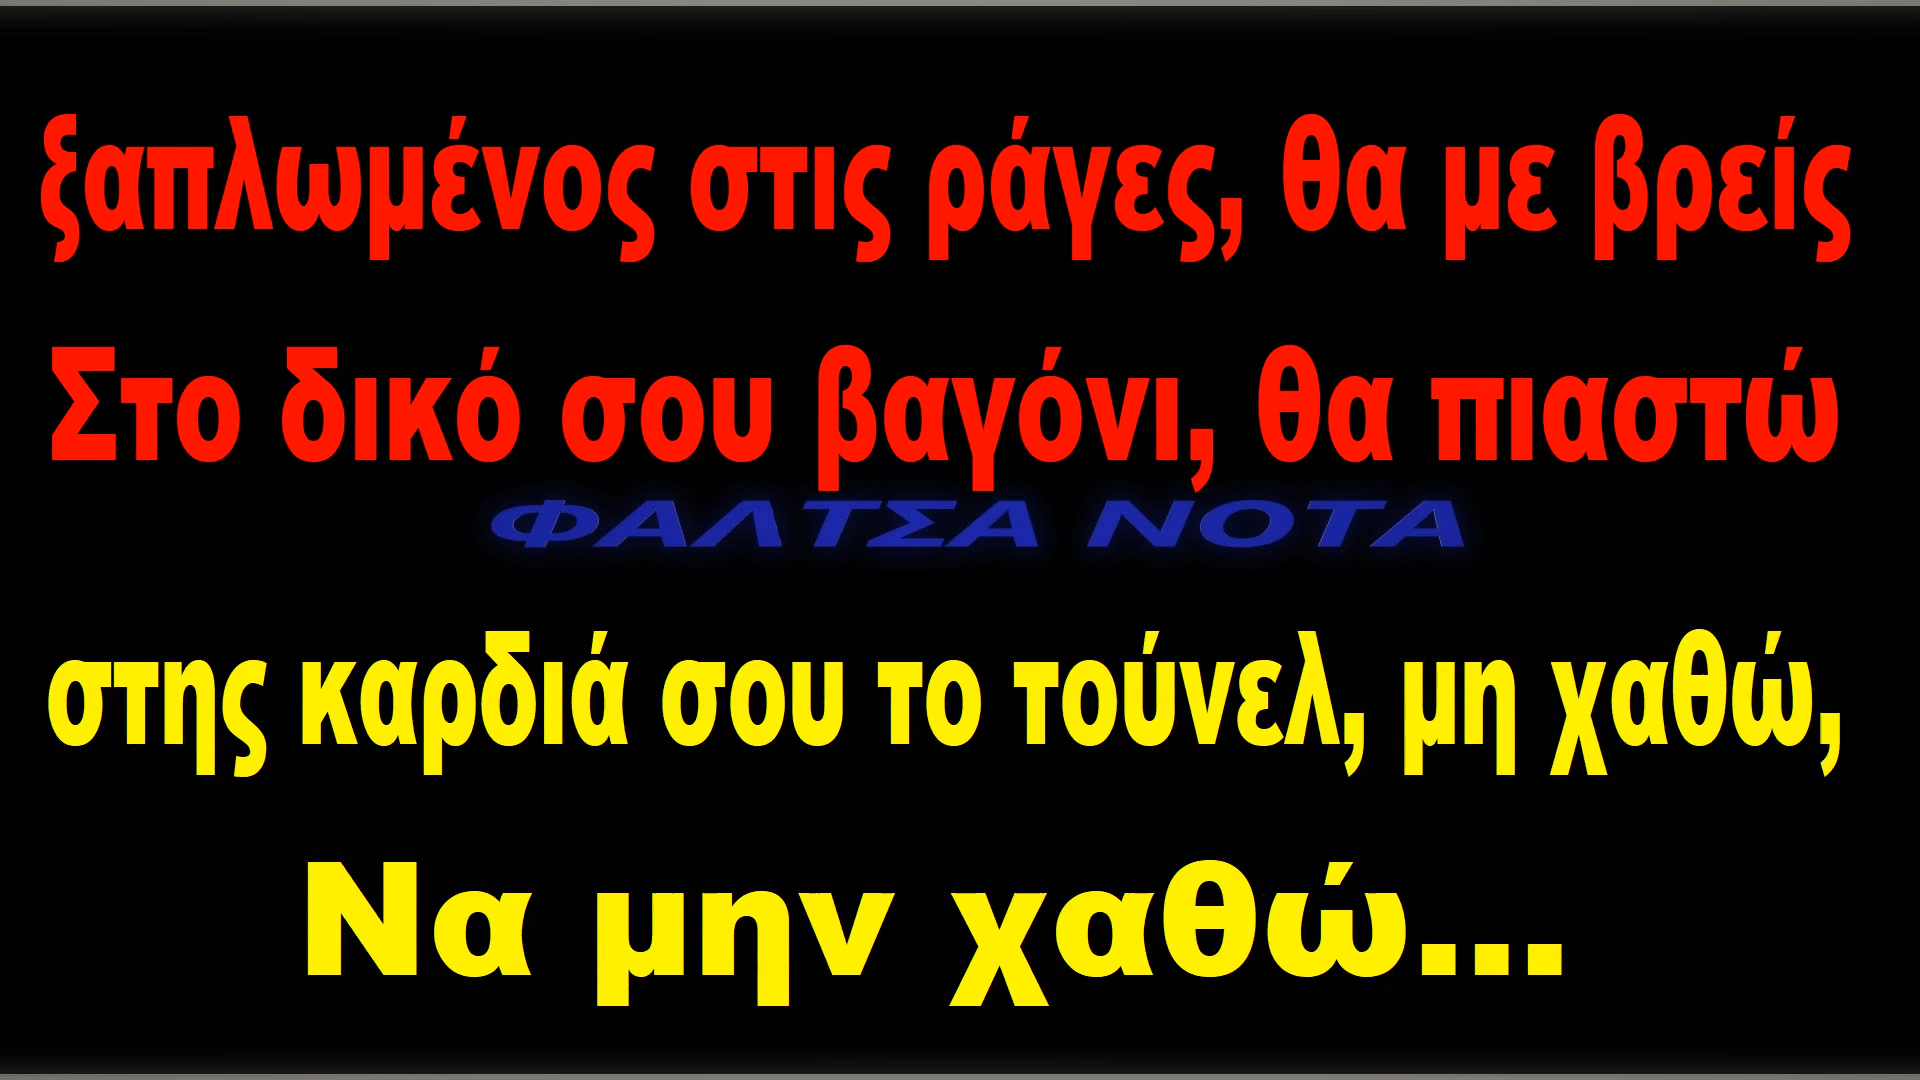 ξαπλωμένος στις ράγες, θα με βρείς
Στο δικό σου βαγόνι, θα πιαστώ
ΦΑΛΤΣΑ ΝΟΤΑ
στης καρδιά σου το τούνελ, μη χαθώ,
Να μην χαθώ...